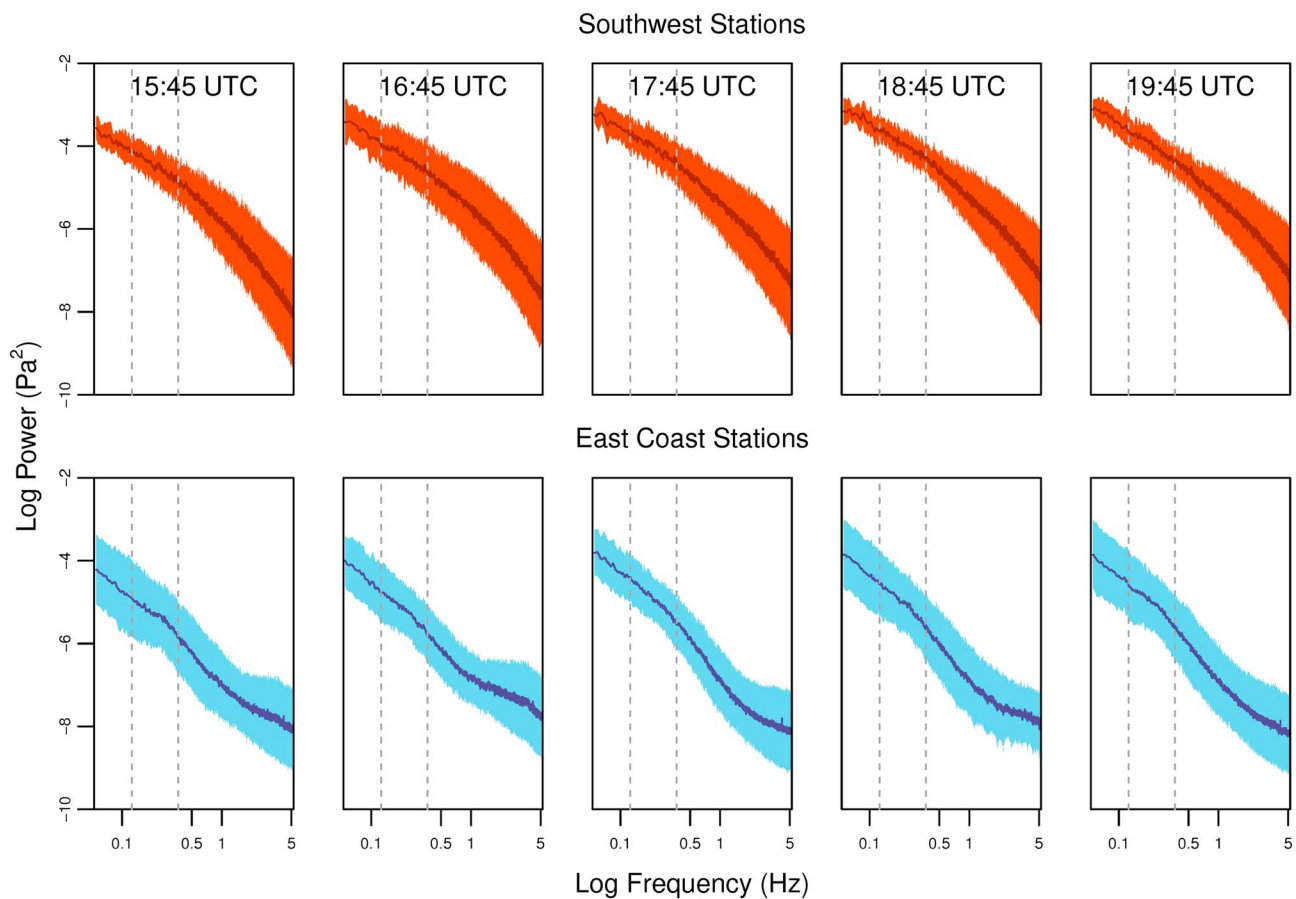 Southwest Stations
15:45 UTC 16:45 UTC 17:45 UTC 18:45 UTC 19:45 UTC
−2
−4
−6
−8
−10
Log Power (Pa²)
East Coast Stations
−2
−4
−6
−8
−10
0.1 0.5 1 5 0.1 0.5 1 5 0.1 0.5 1 5 0.1 0.5 1 5 0.1 0.5 1 5
Log Frequency (Hz)